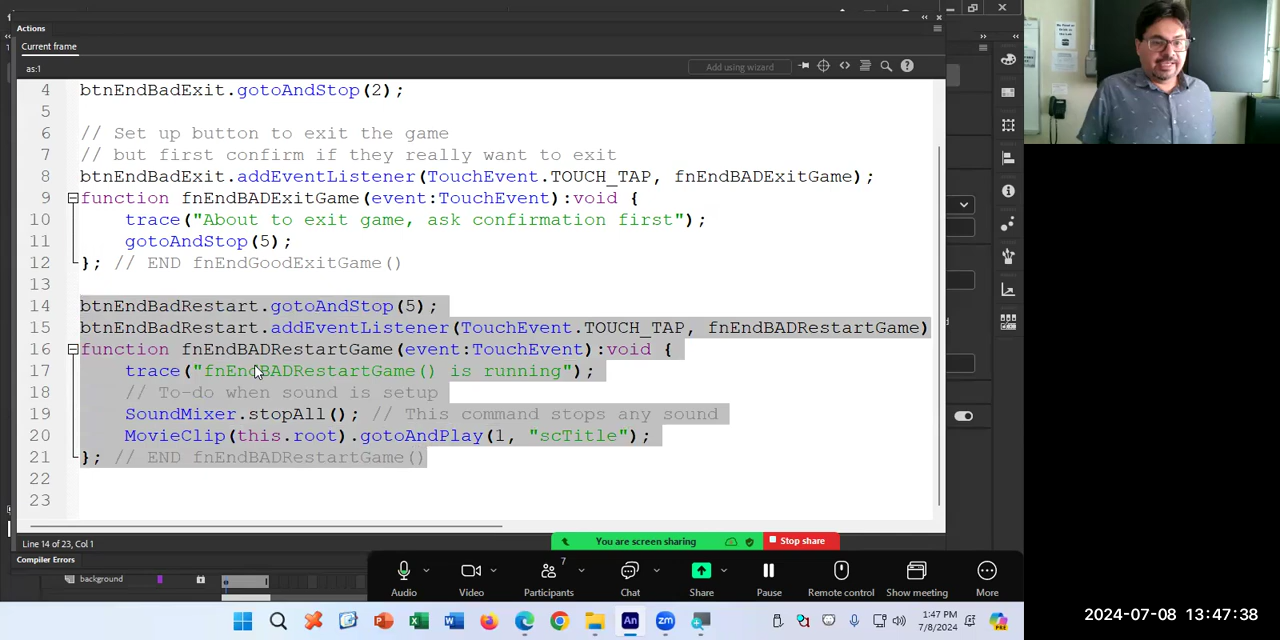 Actions
Current frame
as:1
Add using wizard
4 btnEndBadExit.gotoAndStop(2);
5
6 // Set up button to exit the game
7 // but first confirm if they really want to exit
8 btnEndBadExit.addEventListener(TouchEvent.TOUCH_TAP, fnEndBADExitGame);
9 function fnEndBADExitGame(event:TouchEvent):void {
10 trace("About to exit game, ask confirmation first");
11 gotoAndStop(5);
12 }; // END fnEndGoodExitGame()
13
14 btnEndBadRestart.gotoAndStop(5);
15 btnEndBadRestart.addEventListener(TouchEvent.TOUCH_TAP, fnEndBADRestartGame)
16 function fnEndBADRestartGame(event:TouchEvent):void {
17 trace("fnEndBADRestartGame() is running");
18 // To-do when sound is setup
19 SoundMixer.stopAll(); // This command stops any sound
20 MovieClip(this.root).gotoAndPlay(1, "scTitle");
21 }; // END fnEndBADRestartGame()
22
23
Line 14 of 23, Col 1
You are screen sharing
Stop share
Compiler Errors
background
7
Audio
Video
Participants
Chat
Share
Pause
Remote control
Show meeting
More
1:47 PM
7/8/2024
2024-07-08 13:47:38